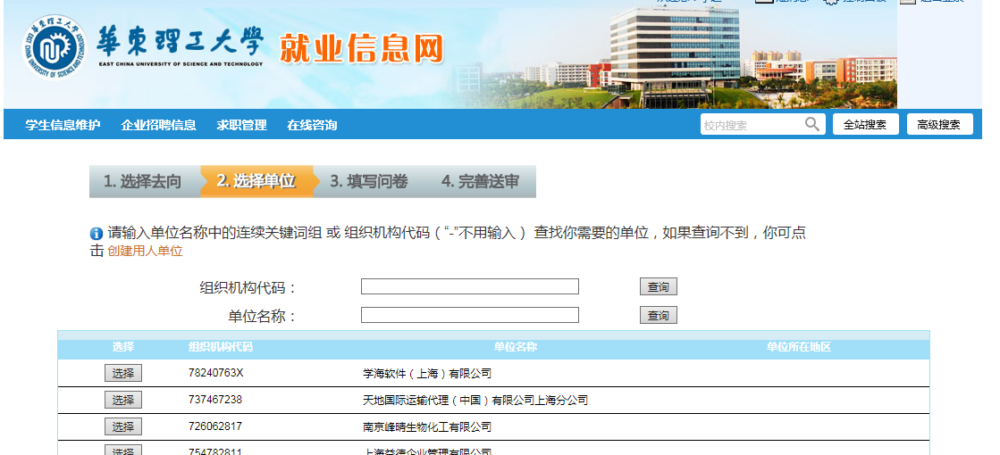 華東理工大學
EAST CHINA UNIVERSITY OF SCIENCE AND TECHNOLOGY
就业信息网
学生信息维护 企业招聘信息 求职管理 在线咨询 校内搜索 全站搜索 高级搜索
1. 选择去向 2. 选择单位 3. 填写问卷 4. 完善送审
请输入单位名称中的连续关键词组 或 组织机构代码（“-”不用输入 ） 查找你需要的单位，如果查询不到，你可点
击 创建用人单位
组织机构代码： 查询
单位名称： 查询
选择 组织机构代码 单位名称 单位所在地区
选择 78240763X 学海软件（上海）有限公司
选择 737467238 天地国际运输代理（中国）有限公司上海分公司
选择 726062817 南京峰晴生物化工有限公司
选择 754782811 上海益德企业管理有限公司